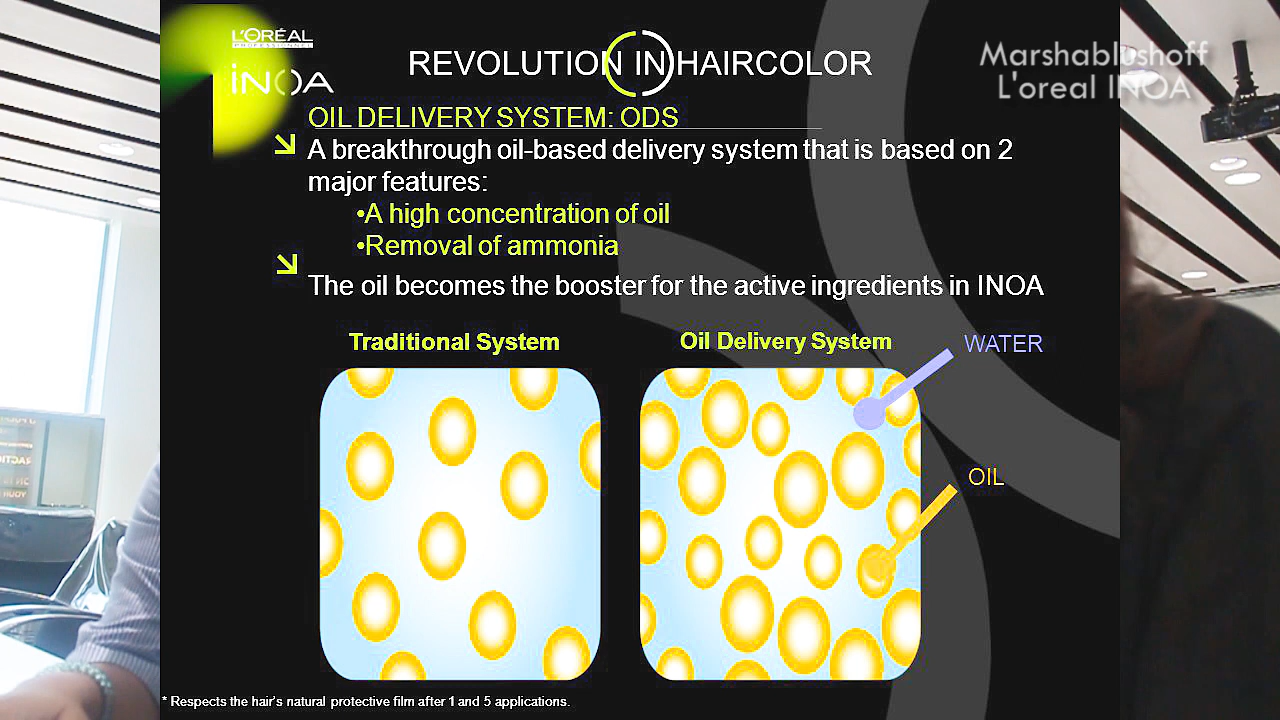 L'ORÉAL
PROFESSIONNEL
iNOA
REVOLUTION IN HAIRCOLOR
Marshablushoff
L'oreal INOA
OIL DELIVERY SYSTEM: ODS
A breakthrough oil-based delivery system that is based on 2
major features:
•A high concentration of oil
•Removal of ammonia
The oil becomes the booster for the active ingredients in INOA
Traditional System
Oil Delivery System
WATER
OIL
* Respects the hair's natural protective film after 1 and 5 applications.